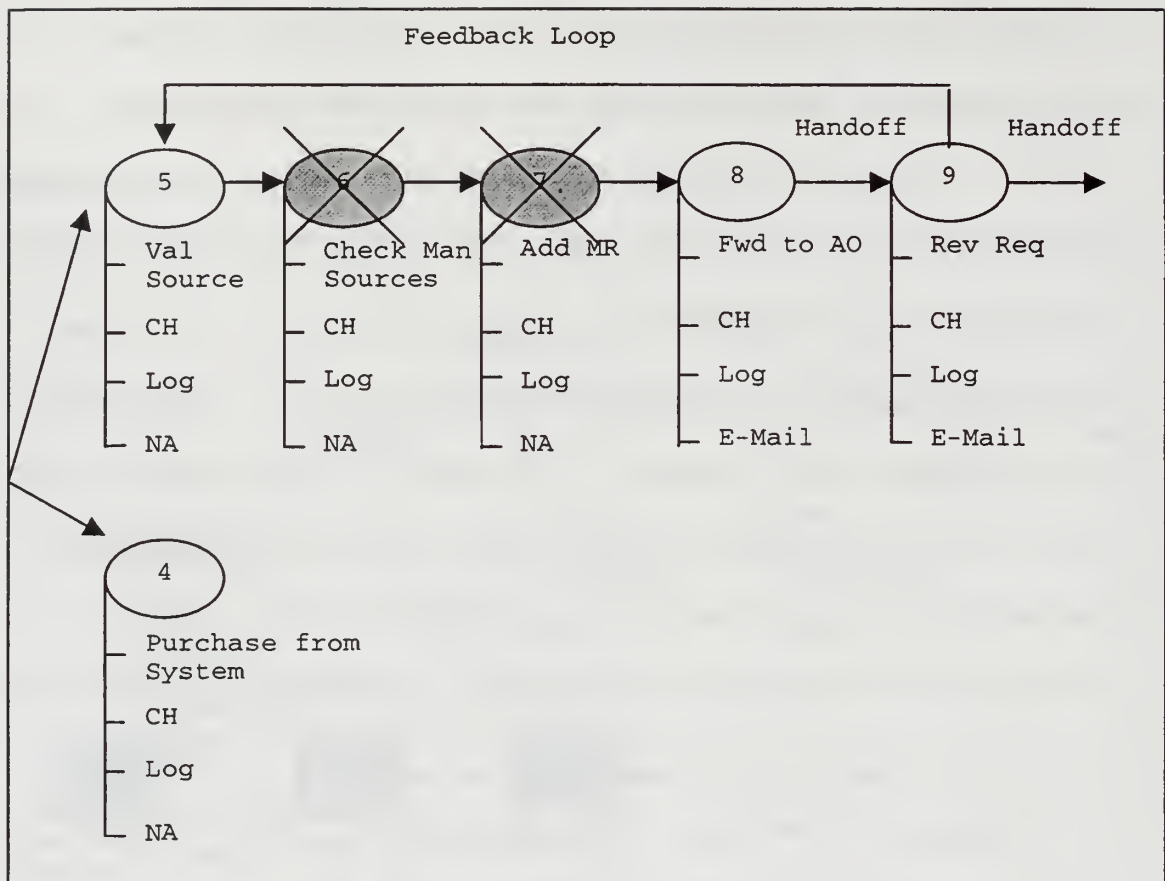 Feedback Loop
Handoff
Handoff
5
6
7
8
9
Val
Source
CH
Log
NA
Check Man
Sources
CH
Log
NA
Add MR
CH
Log
NA
Fwd to AO
CH
Log
E-Mail
Rev Req
CH
Log
E-Mail
4
Purchase from
System
CH
Log
NA